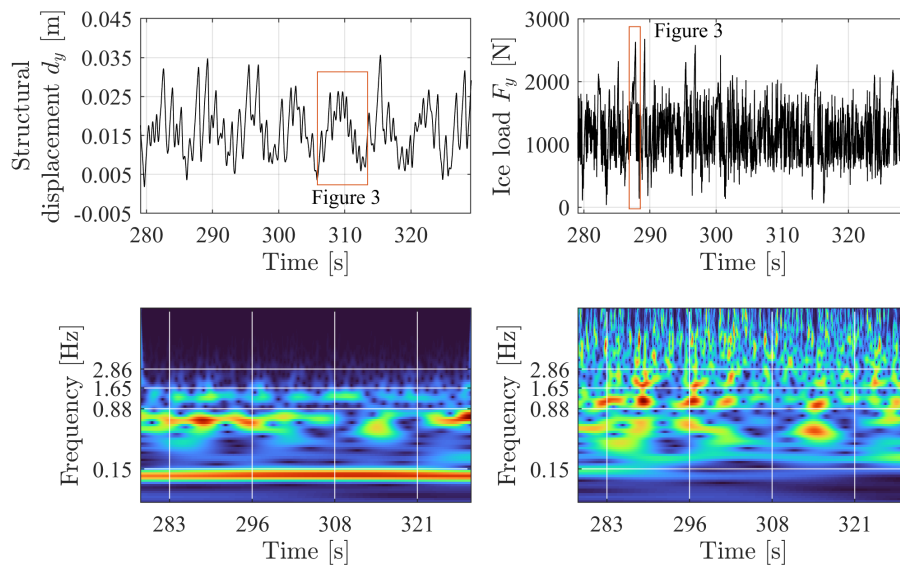 0.045
0.035
0.025
0.015
0.005
-0.005
Structural
displacement d_y [m]
Figure 3
280 290 300 310 320
Time [s]
3000
2000
1000
0
Ice load F_y [N]
Figure 3
280 290 300 310 320
Time [s]
2.86
1.65
0.88
0.15
Frequency [Hz]
283 296 308 321
Time [s]
2.86
1.65
0.88
0.15
Frequency [Hz]
283 296 308 321
Time [s]